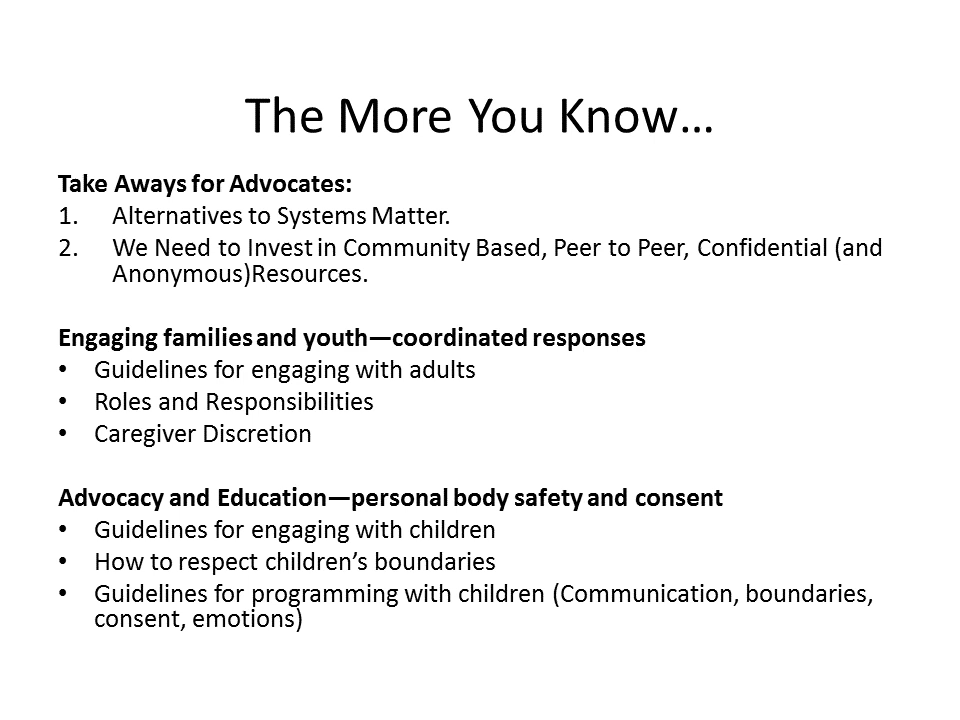 The More You Know…
Take Aways for Advocates:
1. Alternatives to Systems Matter.
2. We Need to Invest in Community Based, Peer to Peer, Confidential (and
Anonymous)Resources.
Engaging families and youth—coordinated responses
• Guidelines for engaging with adults
• Roles and Responsibilities
• Caregiver Discretion
Advocacy and Education—personal body safety and consent
• Guidelines for engaging with children
• How to respect children’s boundaries
• Guidelines for programming with children (Communication, boundaries,
consent, emotions)